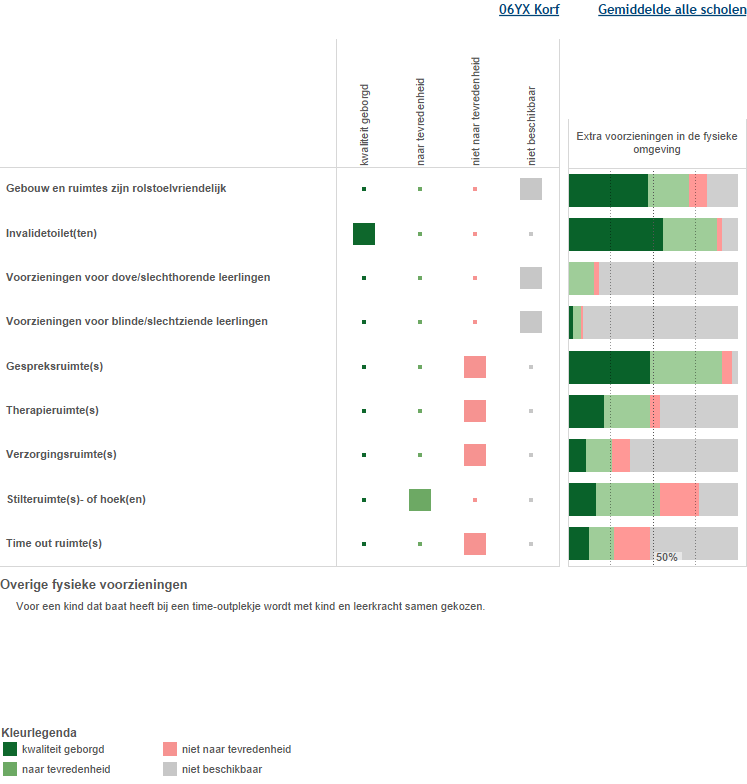 06YX Korf
Gemiddelde alle scholen
kwaliteit geborgd
naar tevredenheid
niet naar tevredenheid
niet beschikbaar
Extra voorzieningen in de fysieke
omgeving
Gebouw en ruimtes zijn rolstoelvriendelijk
Invalidetoilet(ten)
Voorzieningen voor dove/slechthorende leerlingen
Voorzieningen voor blinde/slechtziende leerlingen
Gespreksruimte(s)
Therapieruimte(s)
Verzorgingsruimte(s)
Stilteruimte(s)- of hoek(en)
Time out ruimte(s)
50%
Overige fysieke voorzieningen
Voor een kind dat baat heeft bij een time-outplekje wordt met kind en leerkracht samen gekozen.
Kleurlegenda
kwaliteit geborgd
niet naar tevredenheid
naar tevredenheid
niet beschikbaar